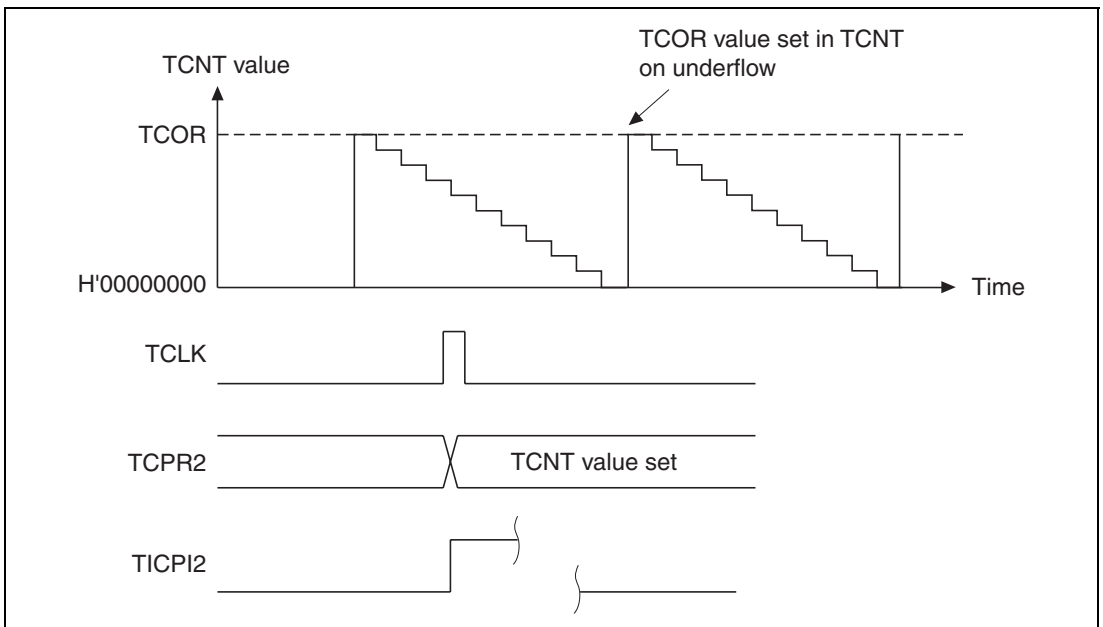 TCOR value set in TCNT
on underflow
TCNT value
TCOR
H'00000000
Time
TCLK
TCPR2
TCNT value set
TICPI2